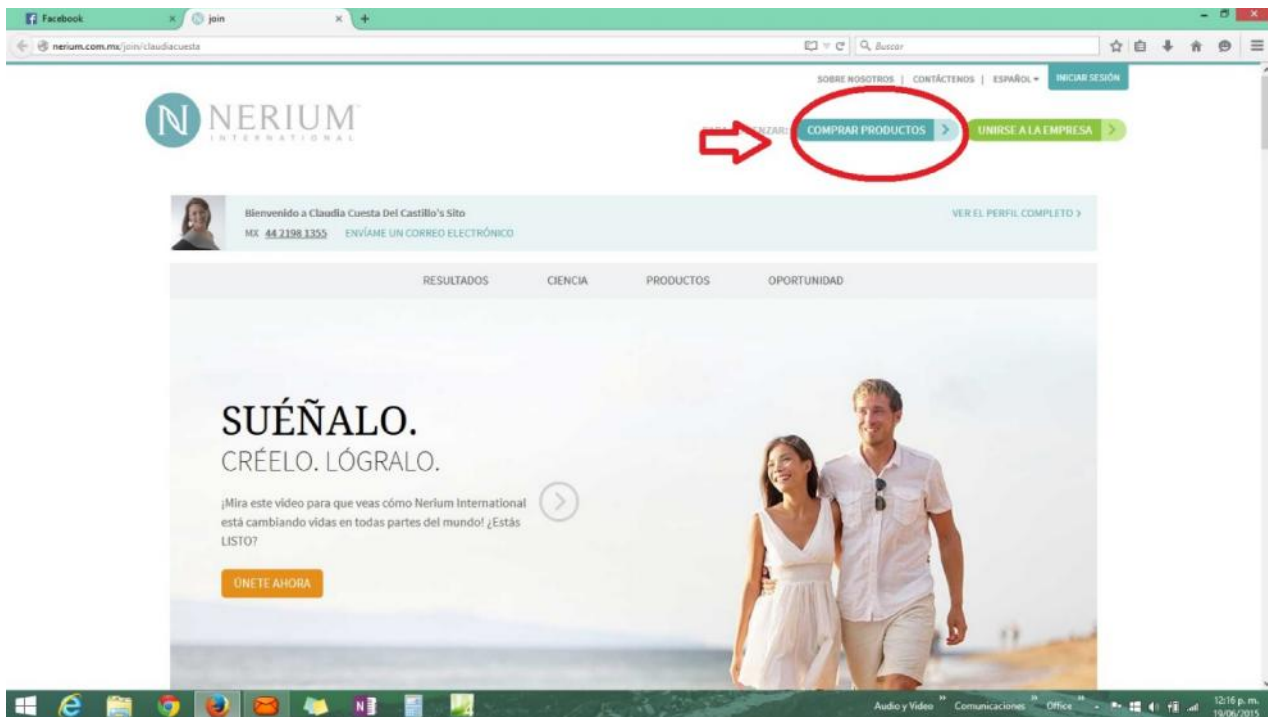 Facebook
join
nerium.com.mx/join/claudiacuesta
Buscar
SOBRE NOSOTROS | CONTÁCTENOS | ESPAÑOL
INICIAR SESIÓN
NERIUM
INTERNATIONAL
COMPRAR PRODUCTOS
UNIRSE A LA EMPRESA
Bienvenido a Claudia Cuesta Del Castillo's Sito
VER EL PERFIL COMPLETO >
MX 44 2198 1355 ENVÍAME UN CORREO ELECTRÓNICO
RESULTADOS CIENCIA PRODUCTOS OPORTUNIDAD
SUÉÑALO.
CRÉELO. LÓGRALO.
¡Mira este video para que veas cómo Nerium International
está cambiando vidas en todas partes del mundo! ¿Estás
LISTO?
ÚNETE AHORA
Audio y Video Comunicaciones Office
12:16 p. m.
19/06/2015